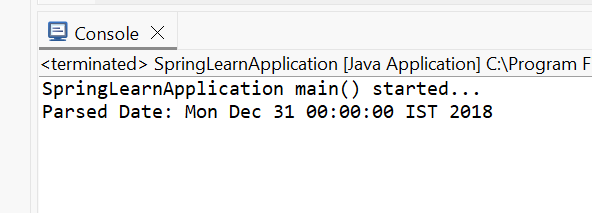 Console
<terminated> SpringLearnApplication [Java Application] C:\Program F
SpringLearnApplication main() started...
Parsed Date: Mon Dec 31 00:00:00 IST 2018